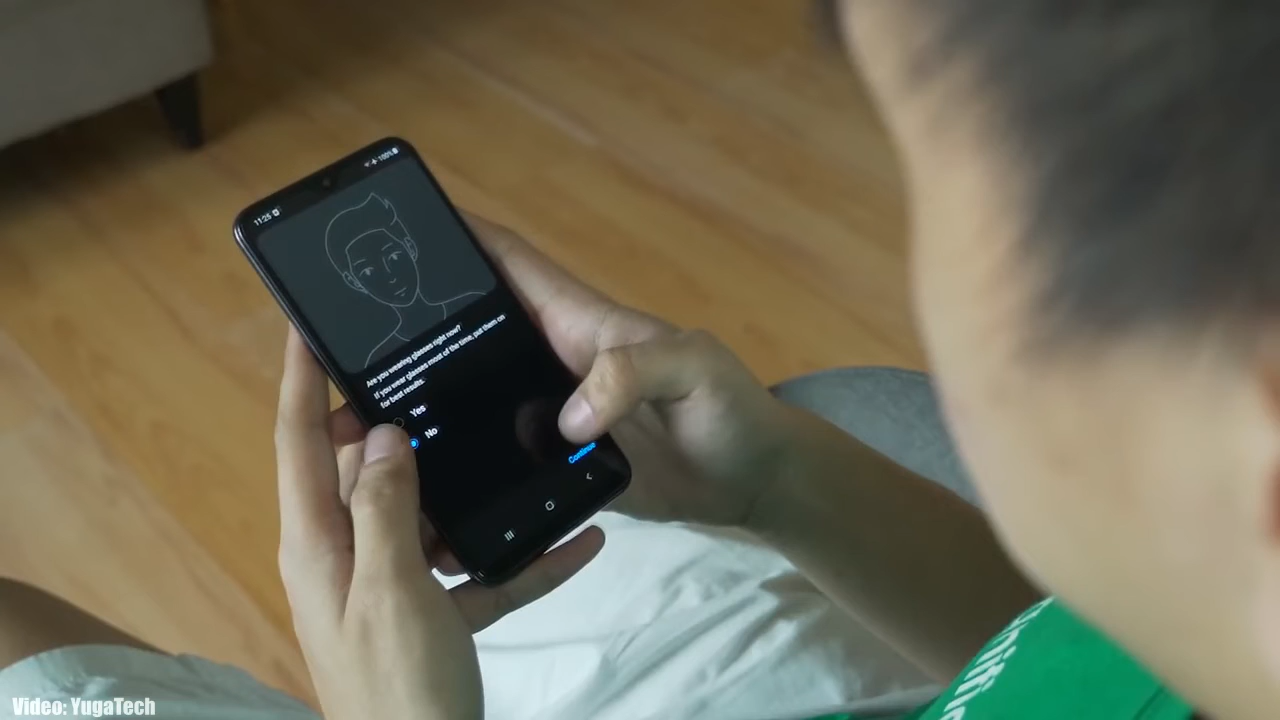 11:25
100%
Are you wearing glasses right now?
If you wear glasses most of the time, put them on
for best results.
Yes
No
Continue
Video: YugaTech